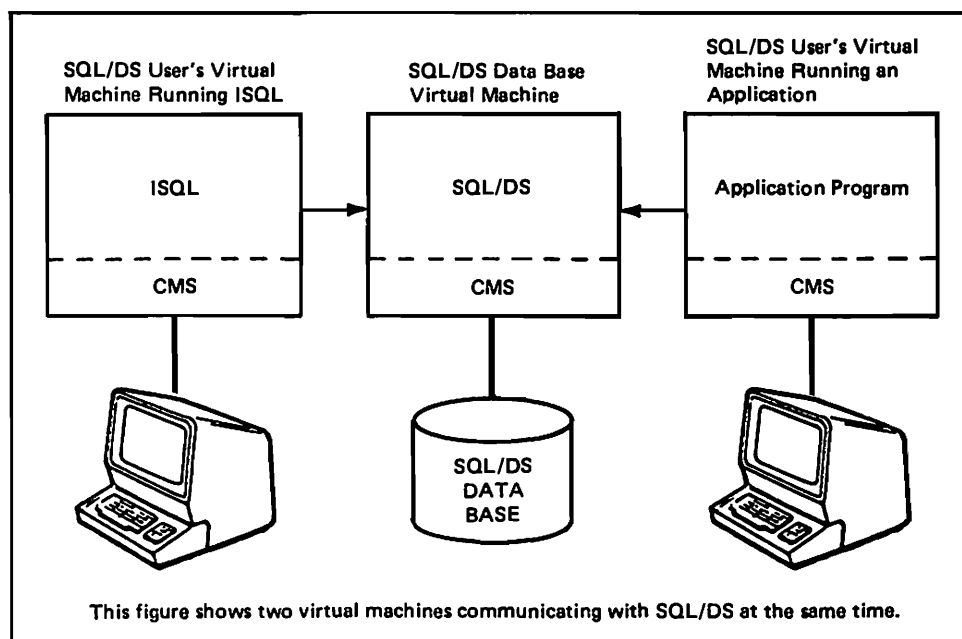 SQL/DS User's Virtual
Machine Running ISQL
SQL/DS Data Base
Virtual Machine
SQL/DS User's Virtual
Machine Running an
Application
ISQL
SQL/DS
Application Program
CMS
CMS
CMS
SQL/DS
DATA
BASE
This figure shows two virtual machines communicating with SQL/DS at the same time.